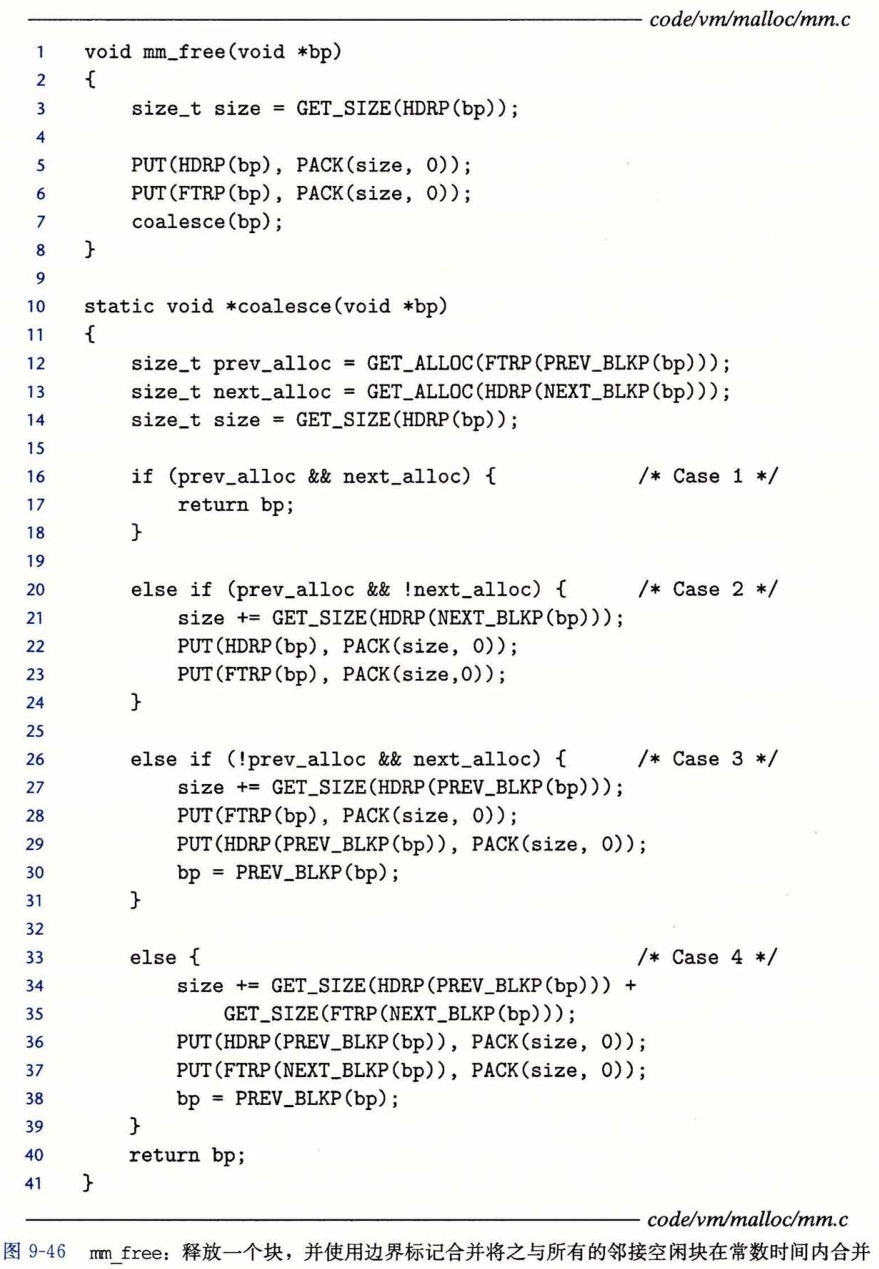 code/vm/malloc/mm.c
1 void mm_free(void *bp)
2 {
3     size_t size = GET_SIZE(HDRP(bp));
4
5     PUT(HDRP(bp), PACK(size, 0));
6     PUT(FTRP(bp), PACK(size, 0));
7     coalesce(bp);
8 }
9
10 static void *coalesce(void *bp)
11 {
12     size_t prev_alloc = GET_ALLOC(FTRP(PREV_BLKP(bp)));
13     size_t next_alloc = GET_ALLOC(HDRP(NEXT_BLKP(bp)));
14     size_t size = GET_SIZE(HDRP(bp));
15
16     if (prev_alloc && next_alloc) {            /* Case 1 */
17         return bp;
18     }
19
20     else if (prev_alloc && !next_alloc) {      /* Case 2 */
21         size += GET_SIZE(HDRP(NEXT_BLKP(bp)));
22         PUT(HDRP(bp), PACK(size, 0));
23         PUT(FTRP(bp), PACK(size,0));
24     }
25
26     else if (!prev_alloc && next_alloc) {      /* Case 3 */
27         size += GET_SIZE(HDRP(PREV_BLKP(bp)));
28         PUT(FTRP(bp), PACK(size, 0));
29         PUT(HDRP(PREV_BLKP(bp)), PACK(size, 0));
30         bp = PREV_BLKP(bp);
31     }
32
33     else {                                     /* Case 4 */
34         size += GET_SIZE(HDRP(PREV_BLKP(bp))) +
35             GET_SIZE(FTRP(NEXT_BLKP(bp)));
36         PUT(HDRP(PREV_BLKP(bp)), PACK(size, 0));
37         PUT(FTRP(NEXT_BLKP(bp)), PACK(size, 0));
38         bp = PREV_BLKP(bp);
39     }
40     return bp;
41 }
code/vm/malloc/mm.c
图 9-46 mm_free：释放一个块，并使用边界标记合并将之与所有的邻接空闲块在常数时间内合并